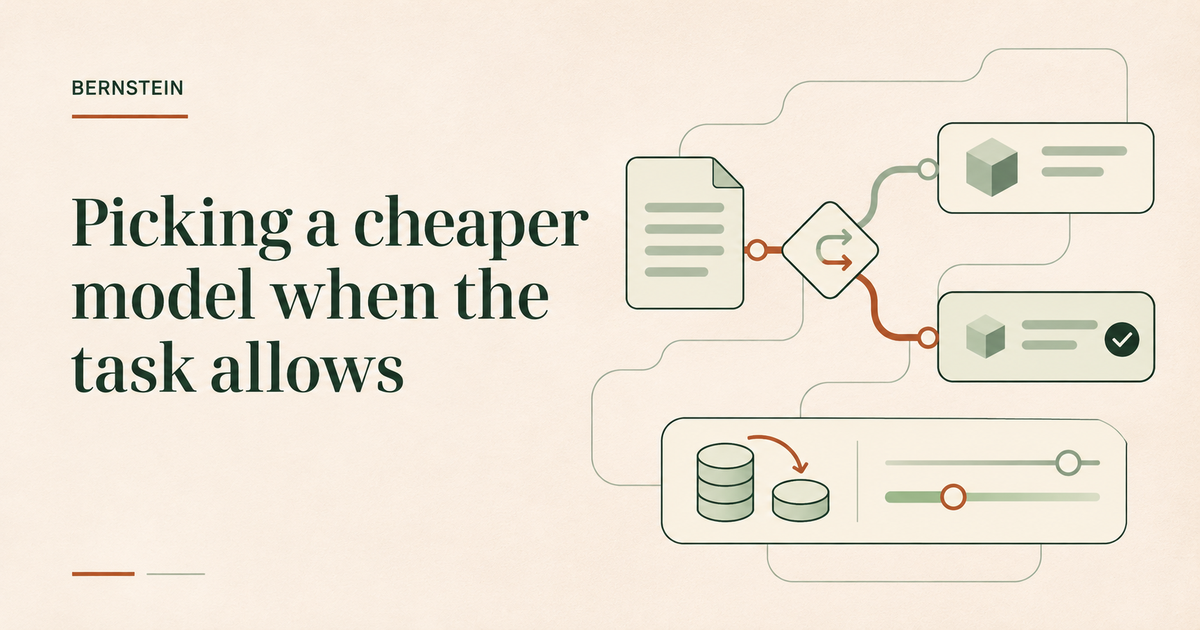 BERNSTEIN
Picking a cheaper
model when the
task allows